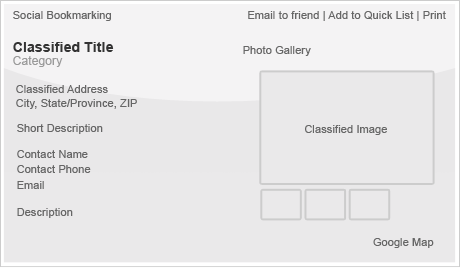 Social Bookmarking
Email to friend | Add to Quick List | Print
Classified Title
Category
Photo Gallery
Classified Address
City, State/Province, ZIP
Short Description
Contact Name
Contact Phone
Email
Description
Classified Image
Google Map